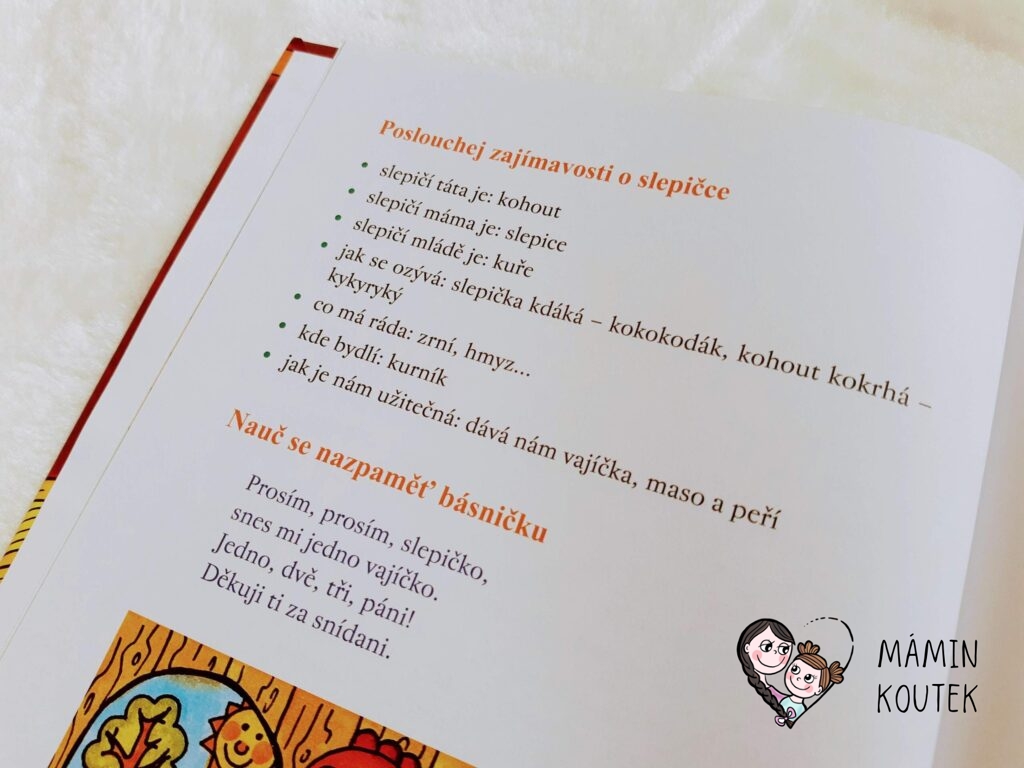 Poslouchej zajímavosti o slepičce
• slepičí táta je: kohout
• slepičí máma je: slepice
• slepičí mládě je: kuře
• jak se ozývá: slepička kdáká – kokokodák, kohout kokrhá –
kykyryký
• co má ráda: zrní, hmyz...
• kde bydlí: kurník
• jak je nám užitečná: dává nám vajíčka, maso a peří
Nauč se nazpaměť básničku
Prosím, prosím, slepičko,
snes mi jedno vajíčko.
Jedno, dvě, tři, páni!
Děkuji ti za snídani.
MÁMIN
KOUTEK